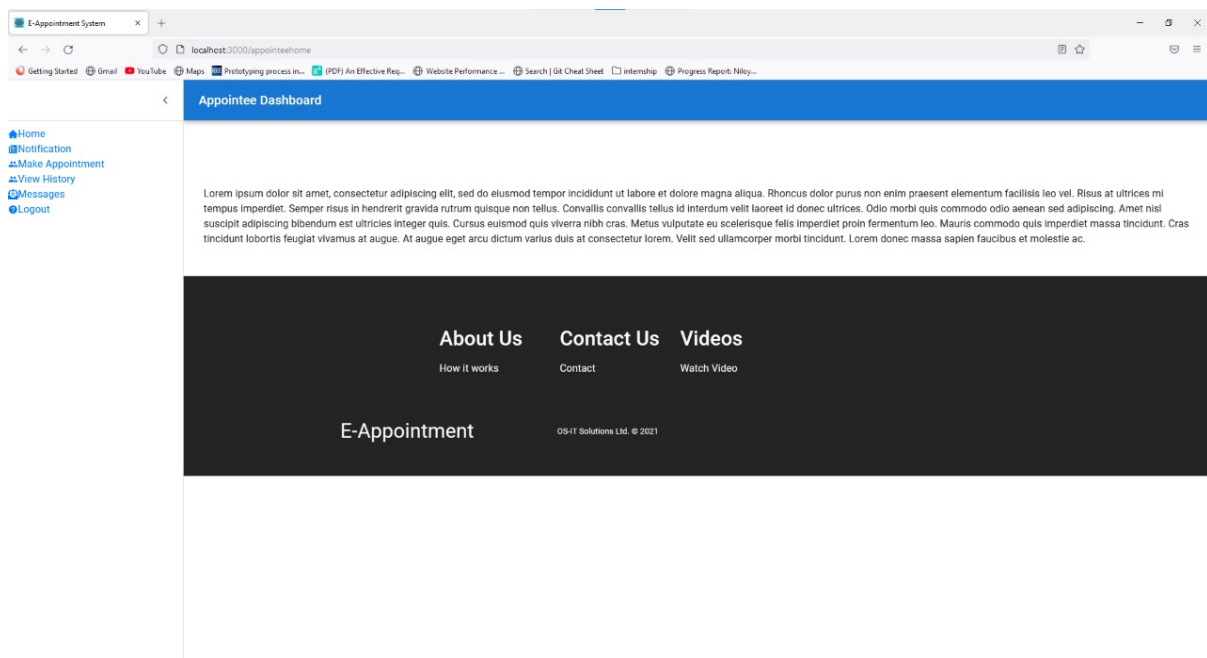 E-Appointment System
localhost:3000/appointeehome
Getting Started Gmail YouTube Maps Prototyping process in... (PDF) An Effective Req... Website Performance ... Search | Git Cheat Sheet internship Progress Report: Niloy...
Appointee Dashboard
Home
Notification
Make Appointment
View History
Messages
Logout
Lorem ipsum dolor sit amet, consectetur adipiscing elit, sed do eiusmod tempor incididunt ut labore et dolore magna aliqua. Rhoncus dolor purus non enim praesent elementum facilisis leo vel. Risus at ultrices mi
tempus imperdiet. Semper risus in hendrerit gravida rutrum quisque non tellus. Convallis convallis tellus id interdum velit laoreet id donec ultrices. Odio morbi quis commodo odio aenean sed adipiscing. Amet nisl
suscipit adipiscing bibendum est ultricies integer quis. Cursus euismod quis viverra nibh cras. Metus vulputate eu scelerisque felis imperdiet proin fermentum leo. Mauris commodo quis imperdiet massa tincidunt. Cras
tincidunt lobortis feugiat vivamus at augue. At augue eget arcu dictum varius duis at consectetur lorem. Velit sed ullamcorper morbi tincidunt. Lorem donec massa sapien faucibus et molestie ac.
About Us Contact Us Videos
How it works Contact Watch Video
E-Appointment OS-IT Solutions Ltd. © 2021